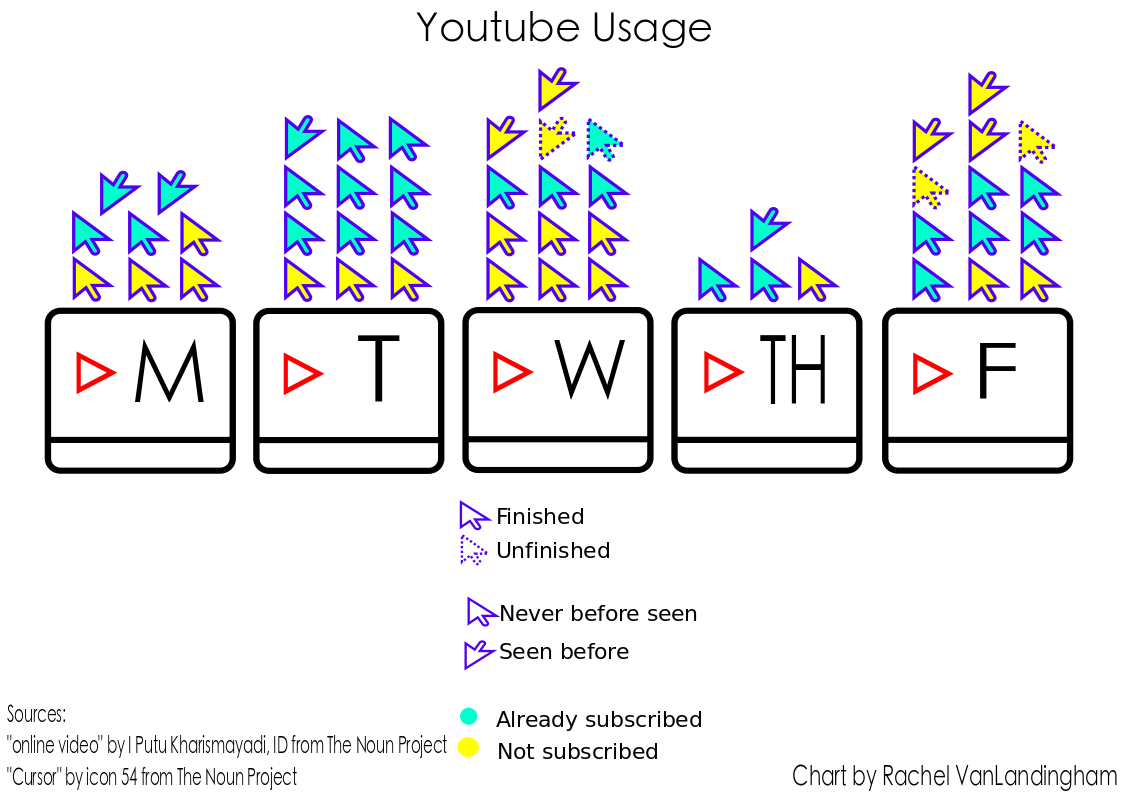 Youtube Usage
M
T
W
TH
F
Finished
Unfinished
Never before seen
Seen before
Already subscribed
Not subscribed
Sources:
"online video" by I Putu Kharismayadi, ID from The Noun Project
"Cursor" by icon 54 from The Noun Project
Chart by Rachel VanLandingham